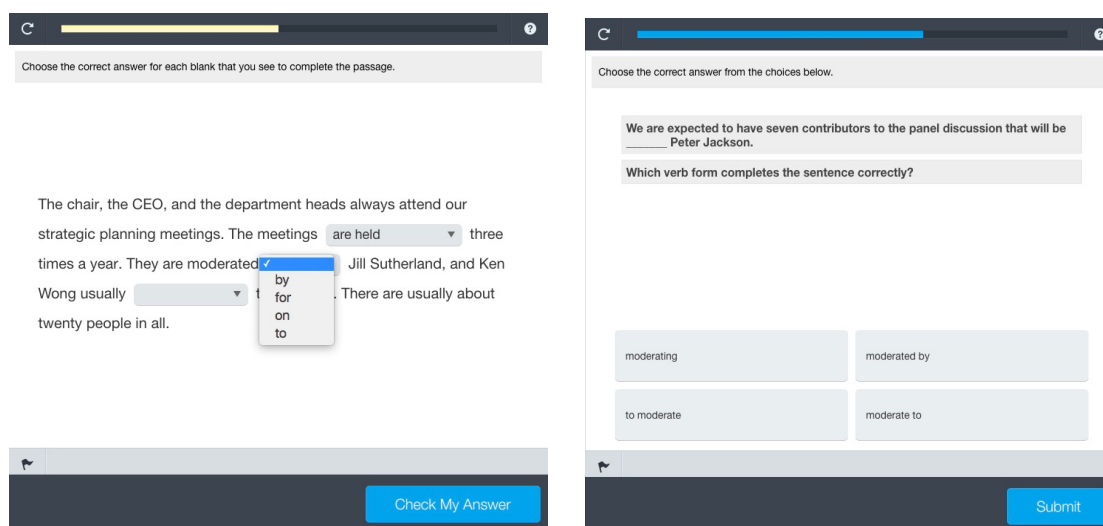 Choose the correct answer for each blank that you see to complete the passage.
The chair, the CEO, and the department heads always attend our
strategic planning meetings. The meetings are held three
times a year. They are moderated Jill Sutherland, and Ken
Wong usually t . There are usually about
twenty people in all.
✓
by
for
on
to
Check My Answer
Choose the correct answer from the choices below.
We are expected to have seven contributors to the panel discussion that will be
______ Peter Jackson.
Which verb form completes the sentence correctly?
moderating
moderated by
to moderate
moderate to
Submit